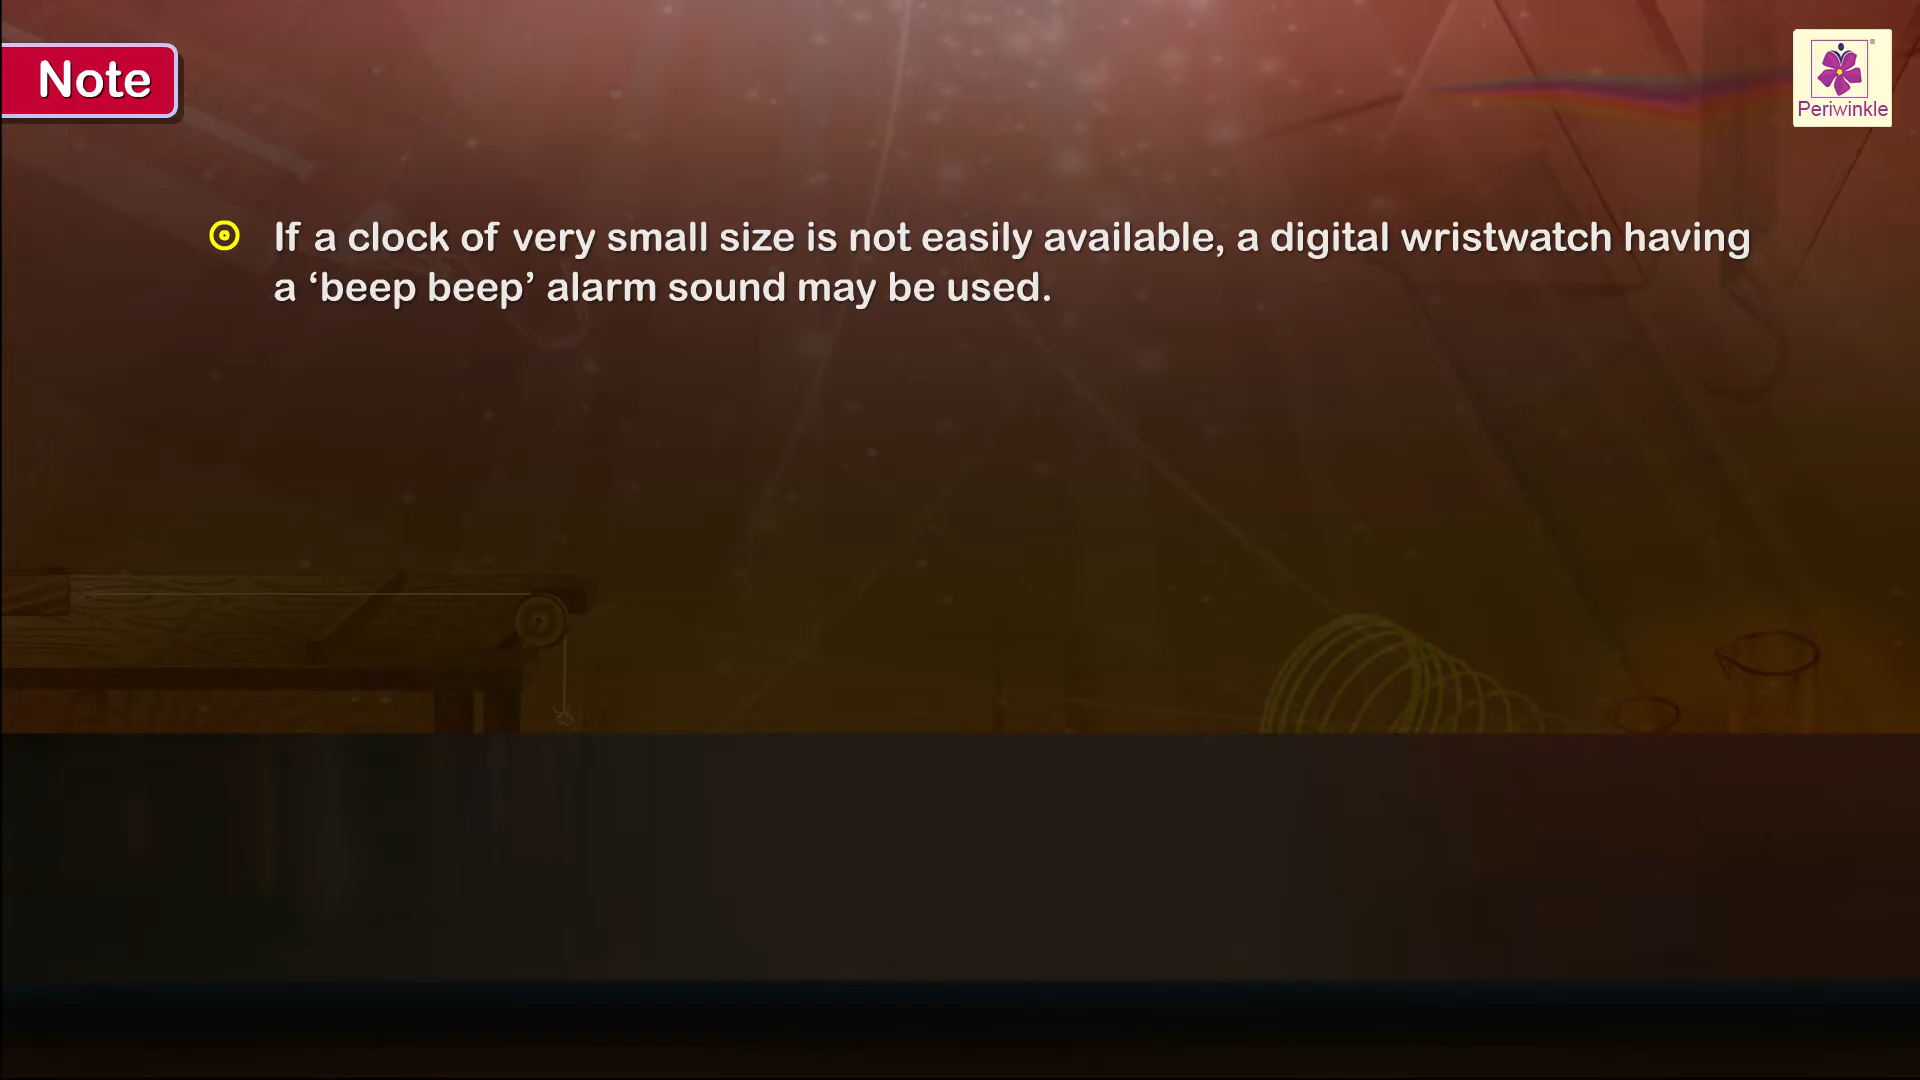 Note
Periwinkle
If a clock of very small size is not easily available, a digital wristwatch having
a ‘beep beep’ alarm sound may be used.